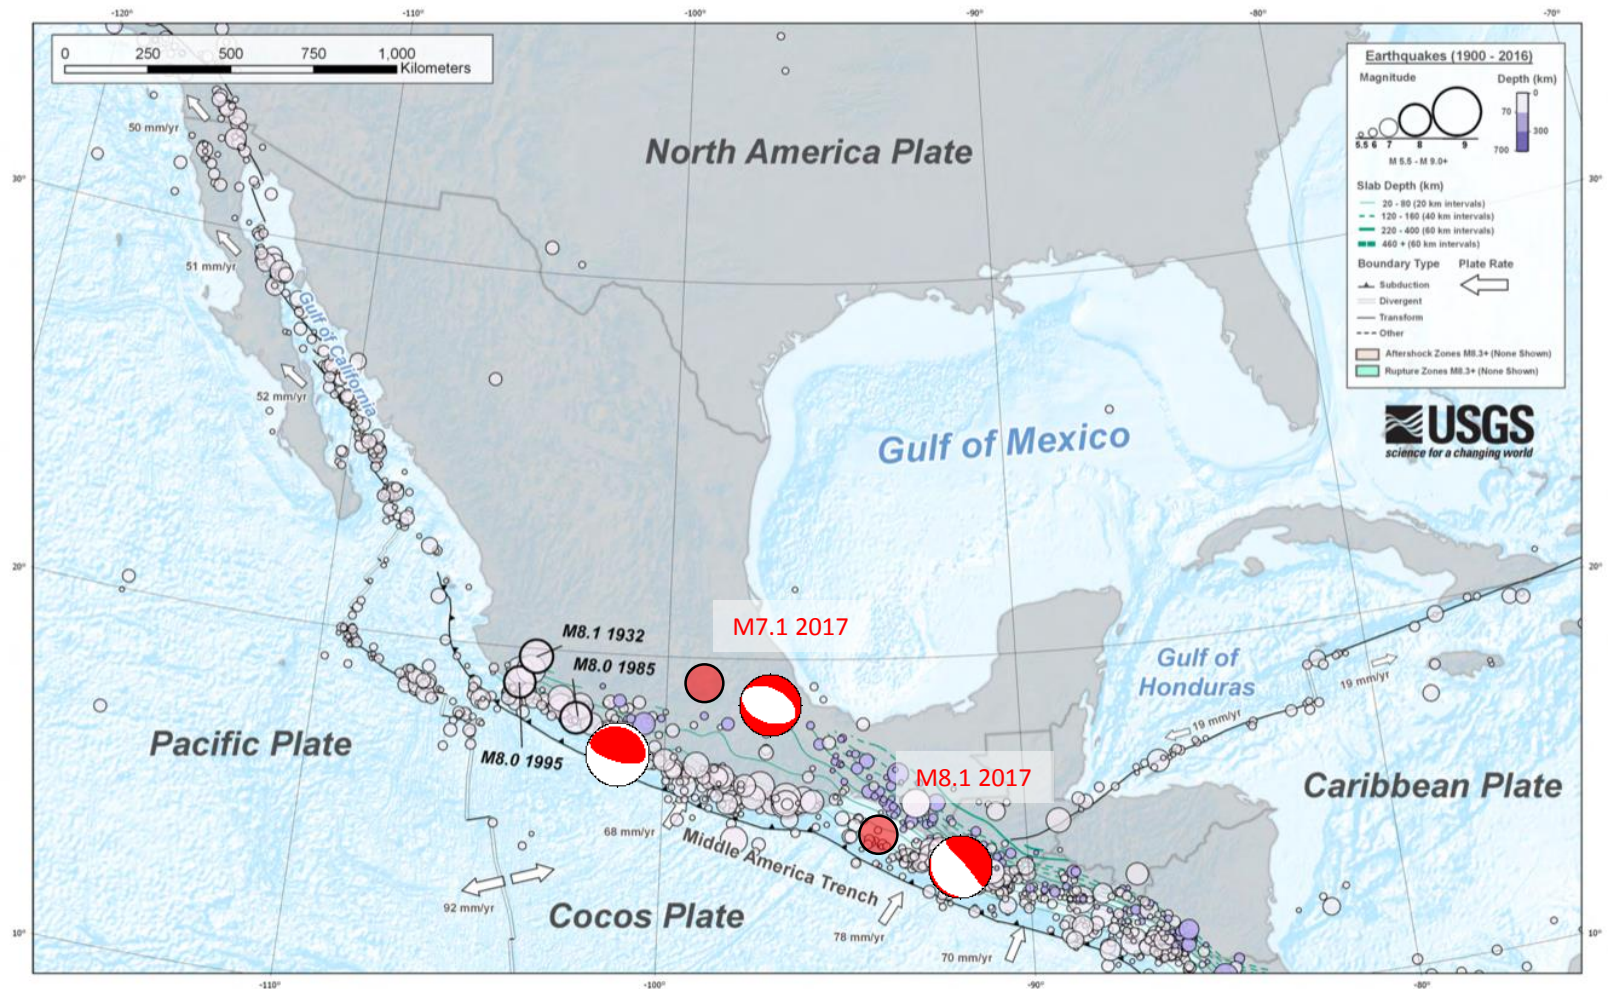 -120°
-110°
-100°
-90°
-80°
-70°
0 250 500 750 1,000
Kilometers
Earthquakes (1900 - 2016)
Magnitude
Depth (km)
0
70
300
700
5.5 6 7 8 9
M 5.5 - M 9.0+
Slab Depth (km)
20 - 80 (20 km intervals)
120 - 160 (40 km intervals)
220 - 400 (60 km intervals)
460 + (60 km intervals)
Boundary Type Plate Rate
Subduction
Divergent
Transform
Other
Aftershock Zones M8.3+ (None Shown)
Rupture Zones M8.3+ (None Shown)
USGS
science for a changing world
50 mm/yr
North America Plate
30°
30°
51 mm/yr
Gulf of California
52 mm/yr
Gulf of Mexico
20°
20°
M7.1 2017
M8.1 1932
M8.0 1985
Gulf of
Honduras
19 mm/yr
19 mm/yr
Pacific Plate
M8.0 1995
M8.1 2017
Caribbean Plate
68 mm/yr
Middle America Trench
92 mm/yr
Cocos Plate
78 mm/yr
70 mm/yr
10°
10°
-110°
-100°
-90°
-80°